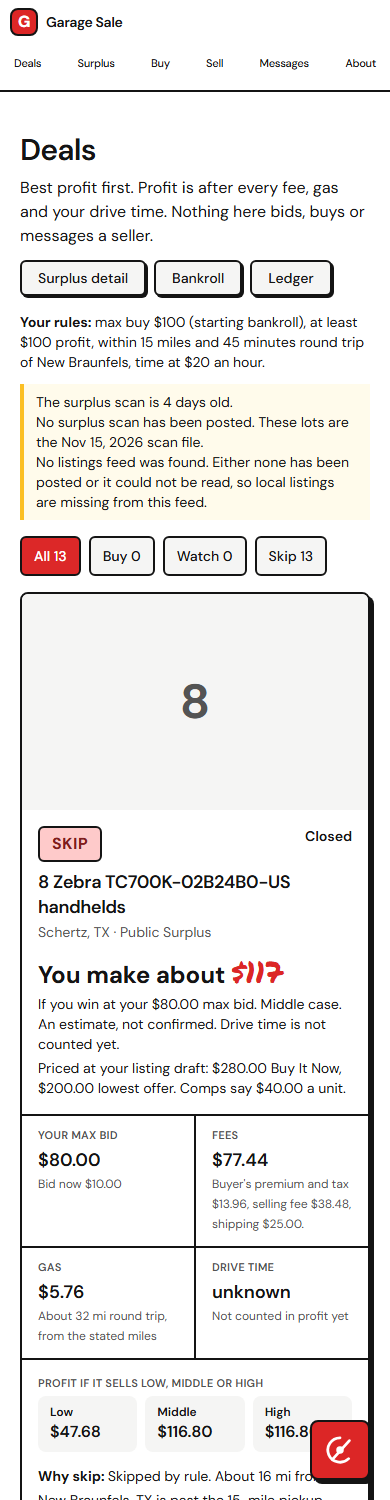 G Garage Sale
Deals Surplus Buy Sell Messages About
Deals
Best profit first. Profit is after every fee, gas
and your drive time. Nothing here bids, buys or
messages a seller.
Surplus detail Bankroll Ledger
Your rules: max buy $100 (starting bankroll), at least
$100 profit, within 15 miles and 45 minutes round trip
of New Braunfels, time at $20 an hour.
The surplus scan is 4 days old.
No surplus scan has been posted. These lots are
the Nov 15, 2026 scan file.
No listings feed was found. Either none has been
posted or it could not be read, so local listings
are missing from this feed.
All 13 Buy 0 Watch 0 Skip 13
8
SKIP Closed
8 Zebra TC700K-02B24B0-US
handhelds
Schertz, TX · Public Surplus
You make about $117
If you win at your $80.00 max bid. Middle case.
An estimate, not confirmed. Drive time is not
counted yet.
Priced at your listing draft: $280.00 Buy It Now,
$200.00 lowest offer. Comps say $40.00 a unit.
YOUR MAX BID
$80.00
Bid now $10.00
FEES
$77.44
Buyer's premium and tax
$13.96, selling fee $38.48,
shipping $25.00.
GAS
$5.76
About 32 mi round trip,
from the stated miles
DRIVE TIME
unknown
Not counted in profit yet
PROFIT IF IT SELLS LOW, MIDDLE OR HIGH
Low Middle High
$47.68 $116.80 $116.8
Why skip: Skipped by rule. About 16 mi
New Braunfels, TX is past the 15-mile pickup